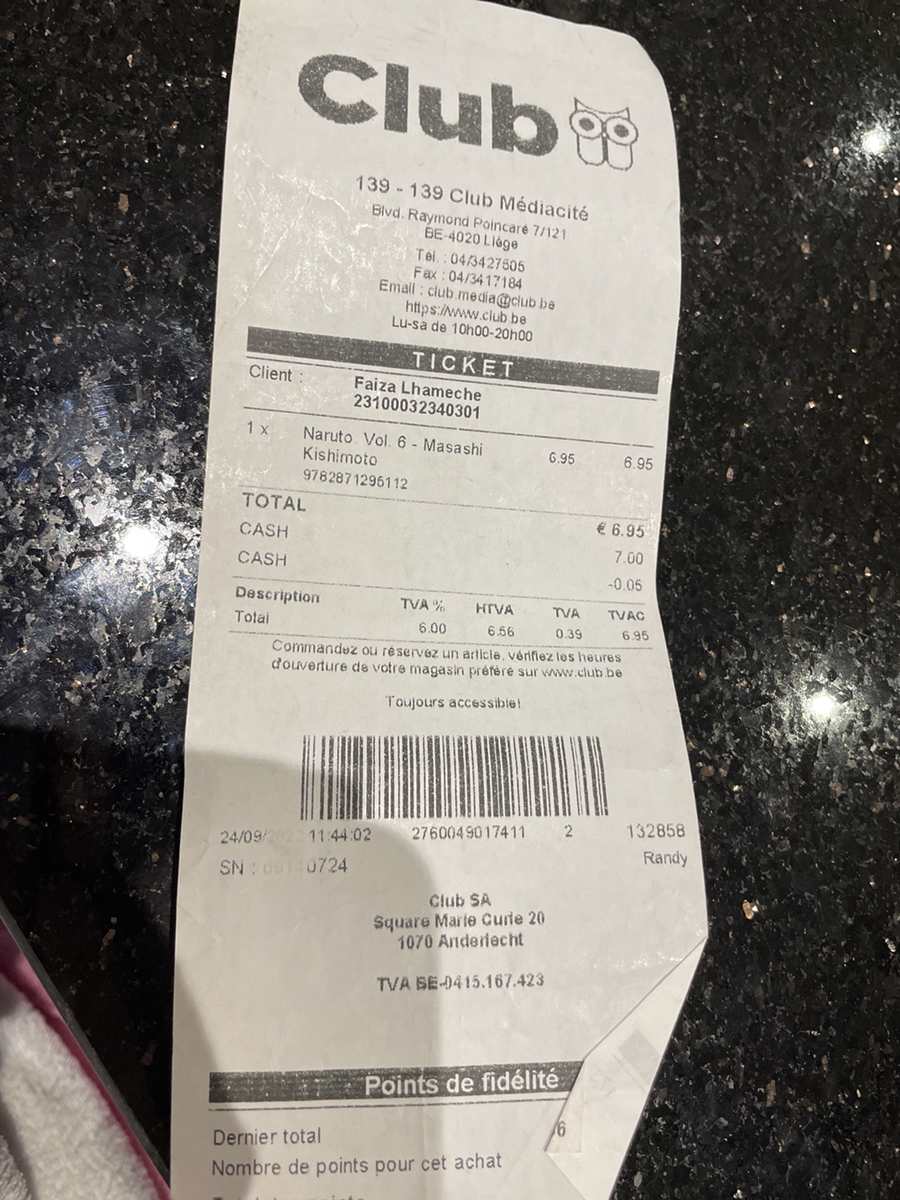 Club
139 - 139 Club Médiacité
Blvd. Raymond Poincaré 7/121
BE-4020 Liège
Tél. : 04/3427505
Fax : 04/3417184
Email : club.media@club.be
https://www.club.be
Lu-sa de 10h00-20h00
TICKET
Client : Faiza Lhameche
23100032340301
1 x Naruto. Vol. 6 - Masashi 6.95 6.95
Kishimoto
9782871295112
TOTAL € 6.95
CASH 7.00
CASH -0.05
Description TVA % HTVA TVA TVAC
Total 6.00 6.56 0.39 6.95
Commandez ou réservez un article, vérifiez les heures
d'ouverture de votre magasin préféré sur www.club.be
Toujours accessible!
24/09/ 11:44:02 2760049017411 2 132858
SN : 0724 Randy
Club SA
Square Marie Curie 20
1070 Anderlecht
TVA BE-0415.167.423
Points de fidélité
Dernier total 6
Nombre de points pour cet achat